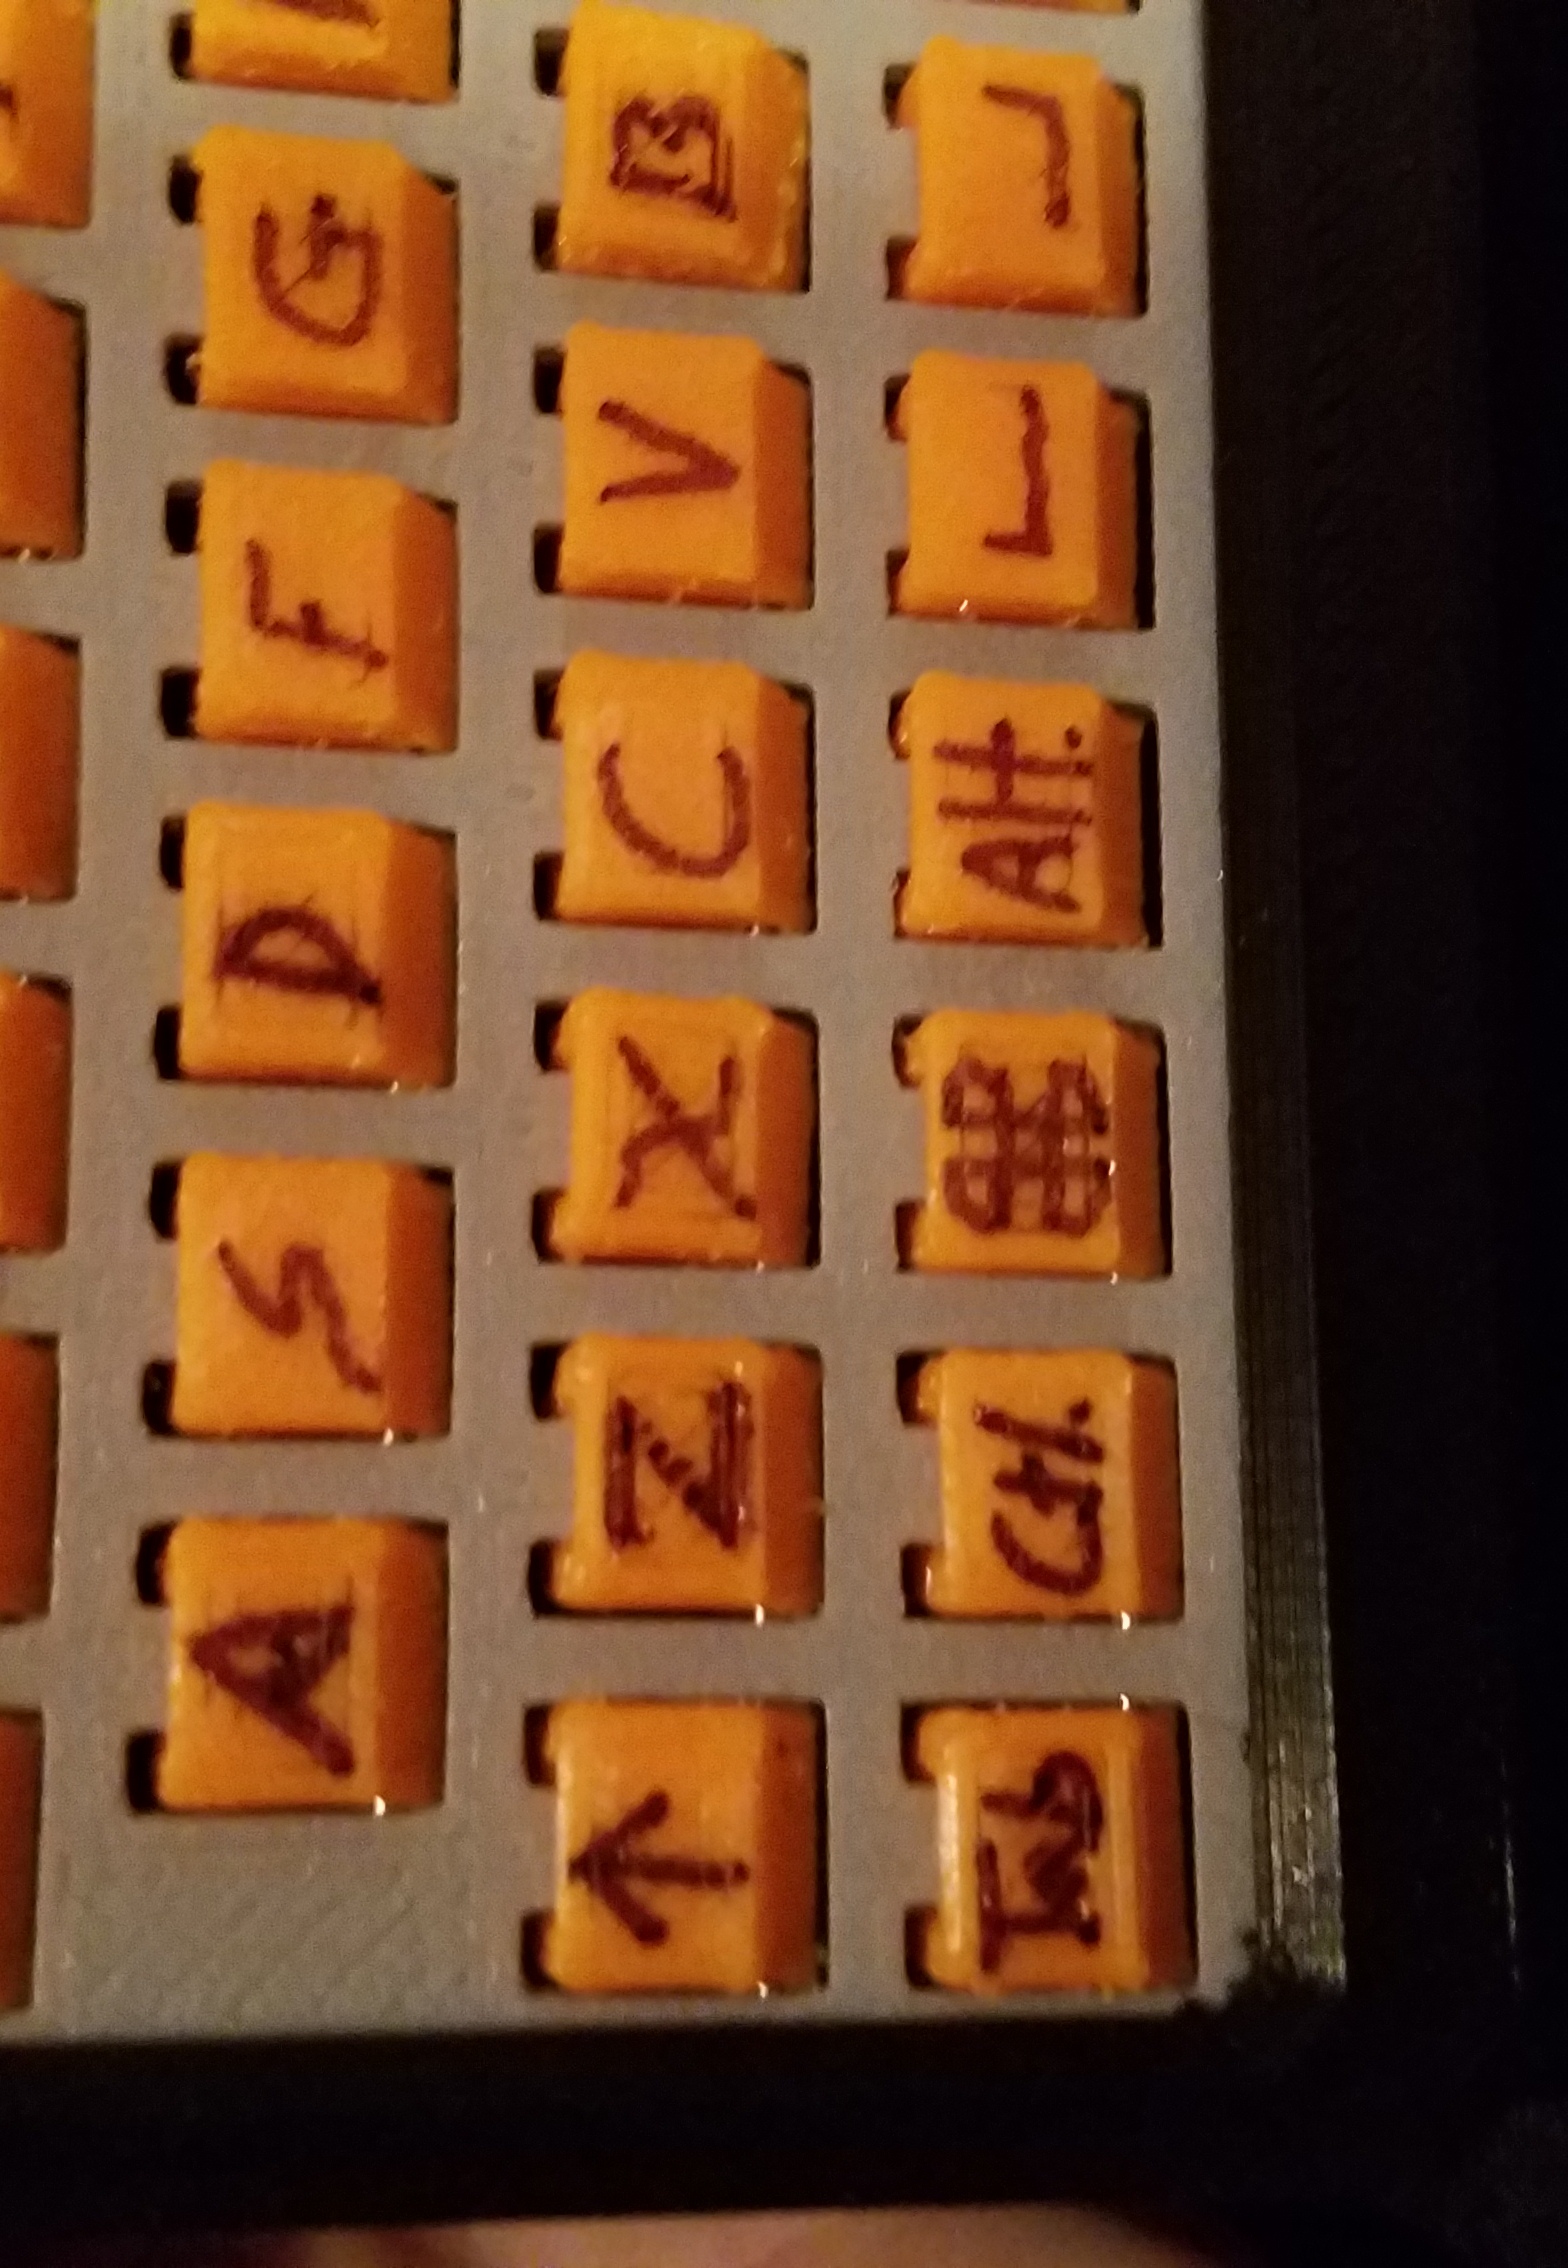 A S D F G
↑ Z X C V B
Tab Ctl. ⌘ Alt.